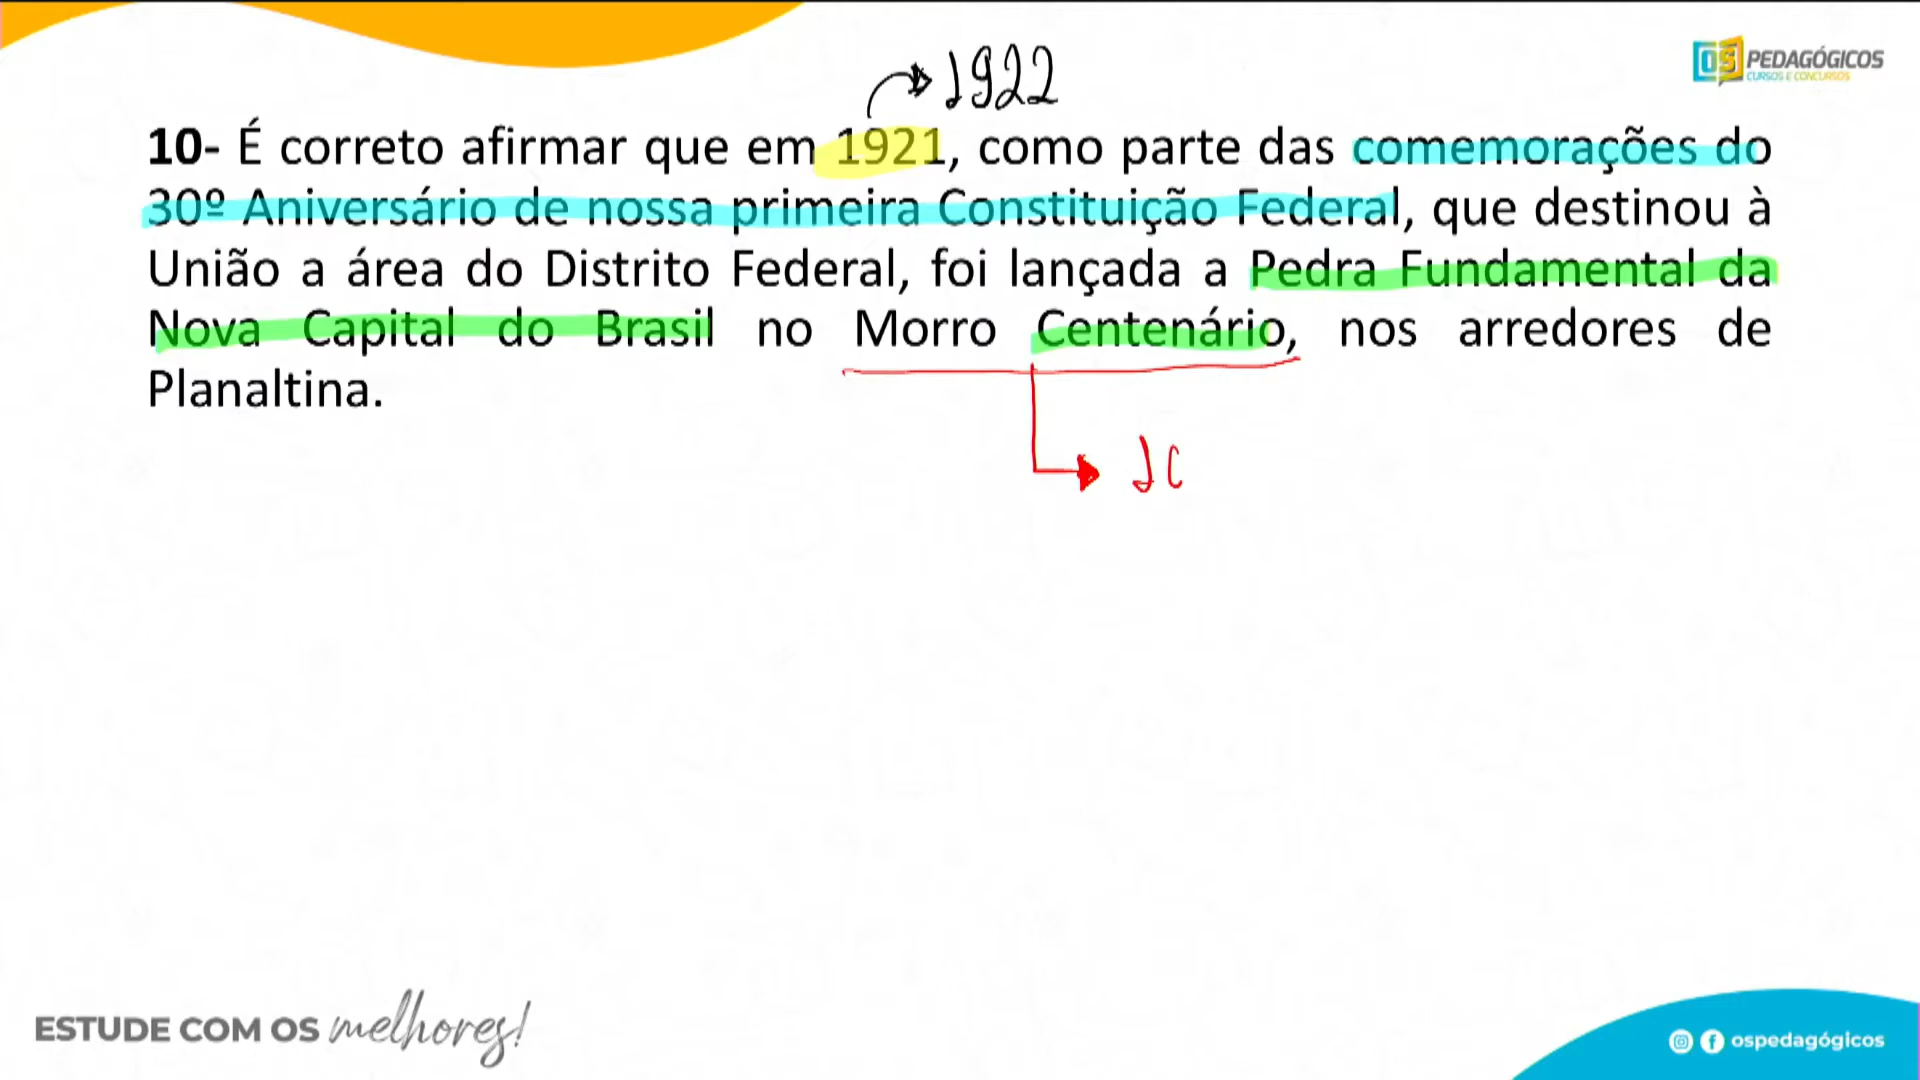 1922
OS PEDAGÓGICOS
CURSOS E CONCURSOS
10- É correto afirmar que em 1921, como parte das comemorações do
30º Aniversário de nossa primeira Constituição Federal, que destinou à
União a área do Distrito Federal, foi lançada a Pedra Fundamental da
Nova Capital do Brasil no Morro Centenário, nos arredores de
Planaltina.
ESTUDE COM OS melhores!
ospedagógicos